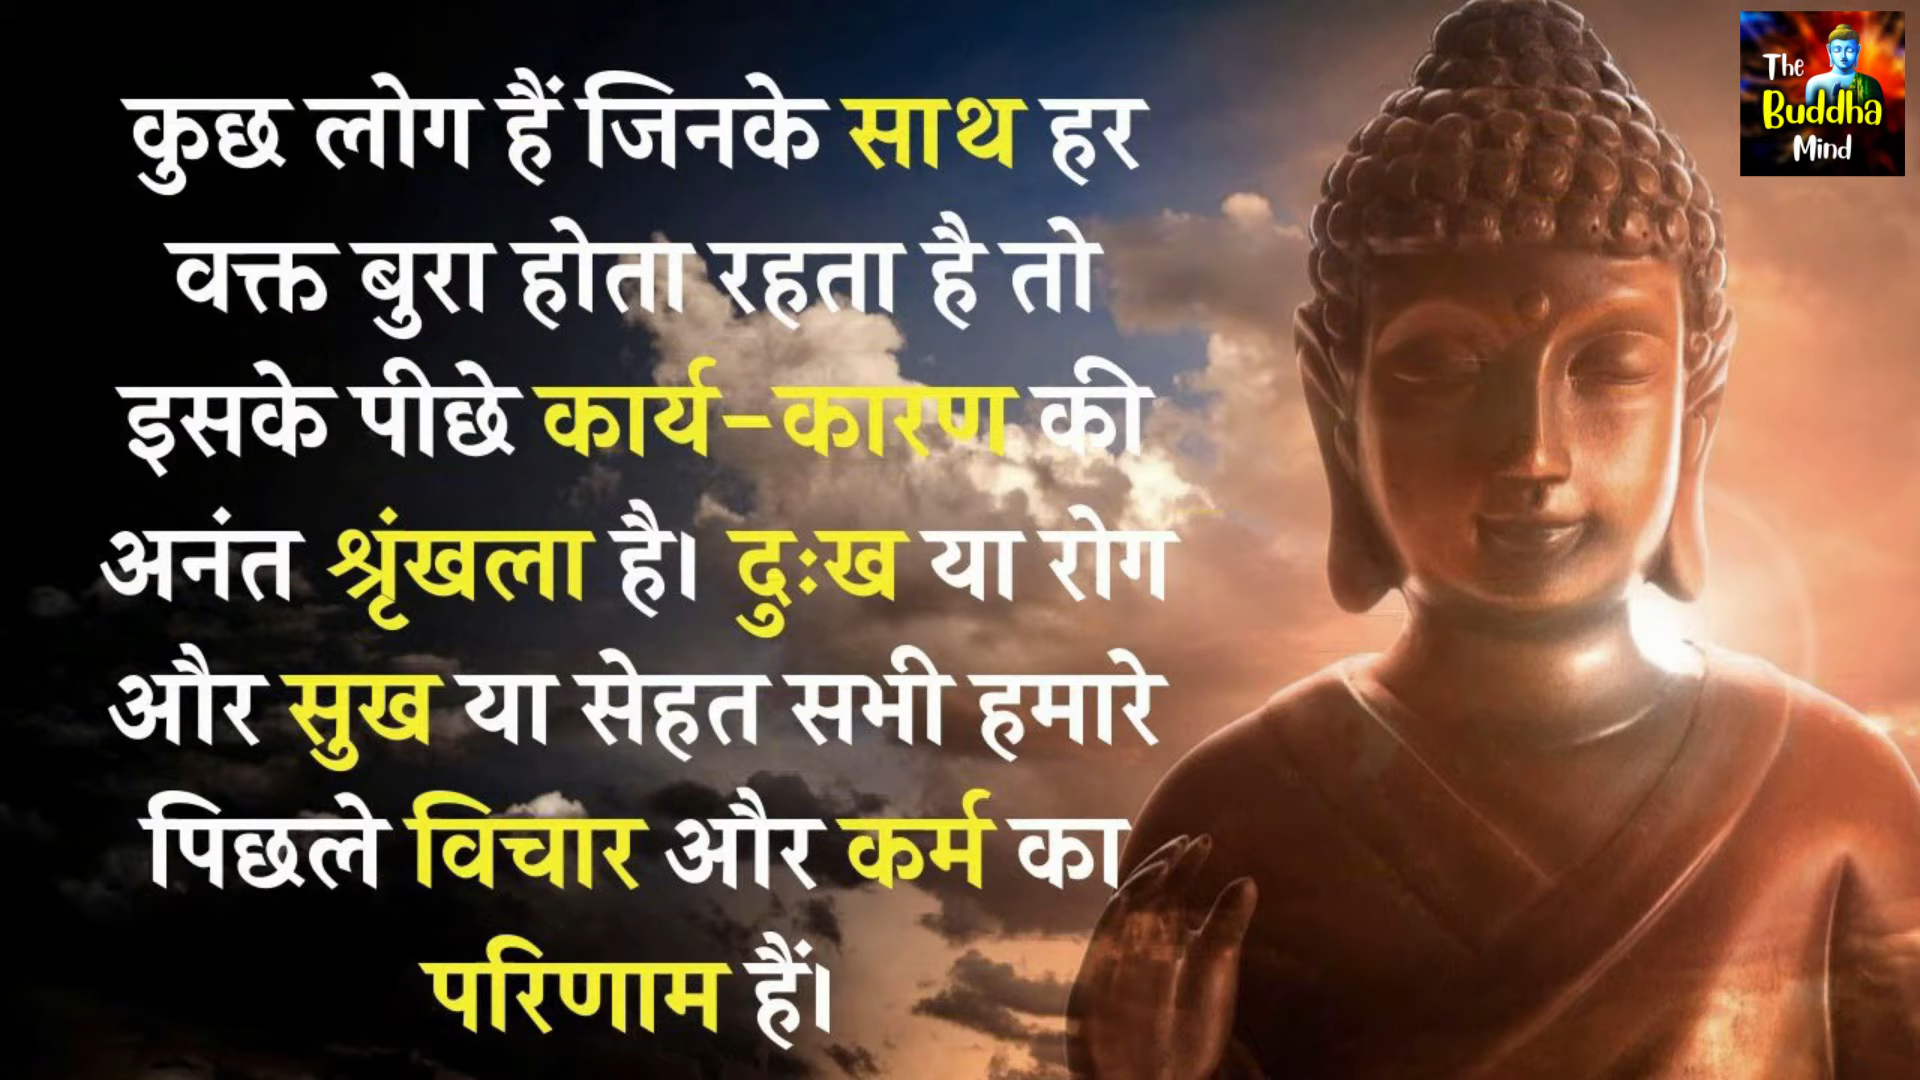 कुछ लोग हैं जिनके साथ हर
वक्त बुरा होता रहता है तो
इसके पीछे कार्य-कारण की
अनंत श्रृंखला है। दुःख या रोग
और सुख या सेहत सभी हमारे
पिछले विचार और कर्म का
परिणाम हैं।
The
Buddha
Mind